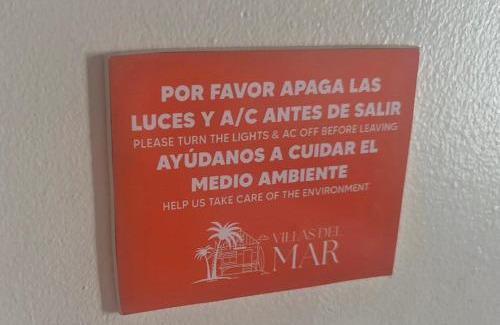 POR FAVOR APAGA LAS
LUCES Y A/C ANTES DE SALIR
PLEASE TURN THE LIGHTS & AC OFF BEFORE LEAVING
AYÚDANOS A CUIDAR EL
MEDIO AMBIENTE
HELP US TAKE CARE OF THE ENVIRONMENT
VILLAS DEL
MAR